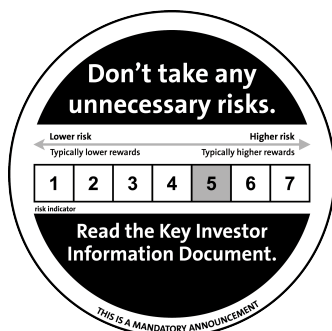 Don't take any
unnecessary risks.
Lower risk Higher risk
Typically lower rewards Typically higher rewards
1 2 3 4 5 6 7
risk indicator
Read the Key Investor
Information Document.
THIS IS A MANDATORY ANNOUNCEMENT